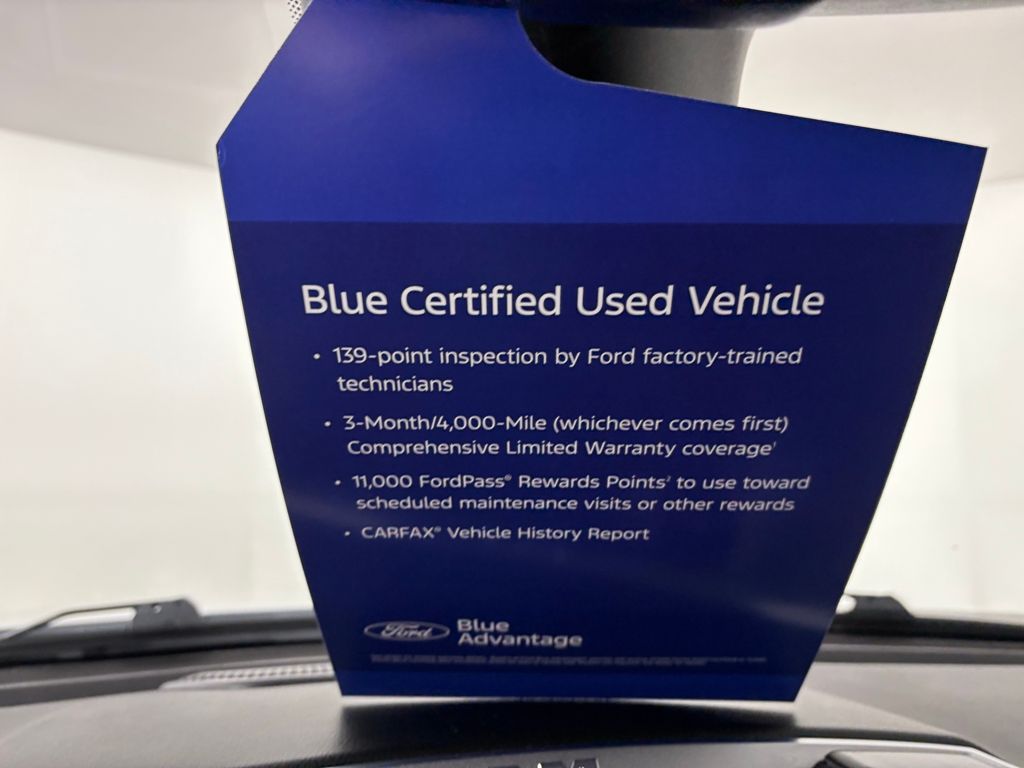 Blue Certified Used Vehicle
• 139-point inspection by Ford factory-trained
technicians
• 3-Month/4,000-Mile (whichever comes first)
Comprehensive Limited Warranty coverage¹
• 11,000 FordPass® Rewards Points² to use toward
scheduled maintenance visits or other rewards
• CARFAX® Vehicle History Report
Ford
Blue
Advantage